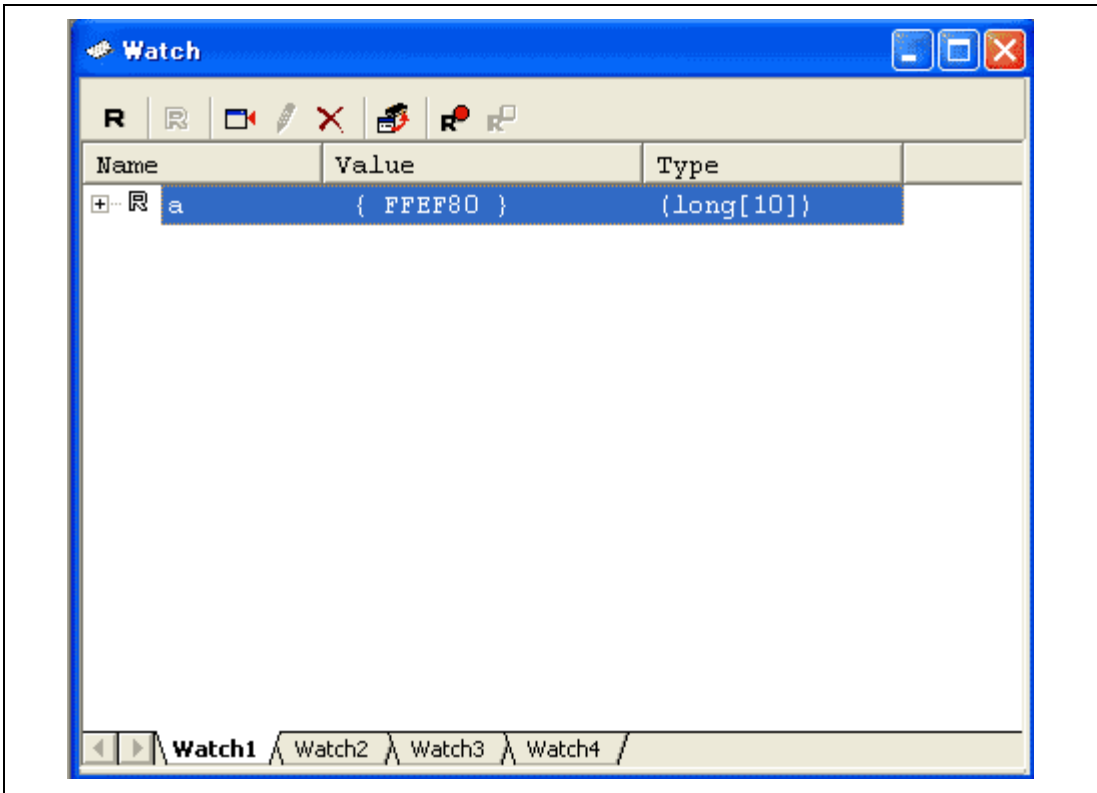 Watch
R R R R
Name Value Type
R a { FFEF80 } (long[10])
Watch1 Watch2 Watch3 Watch4